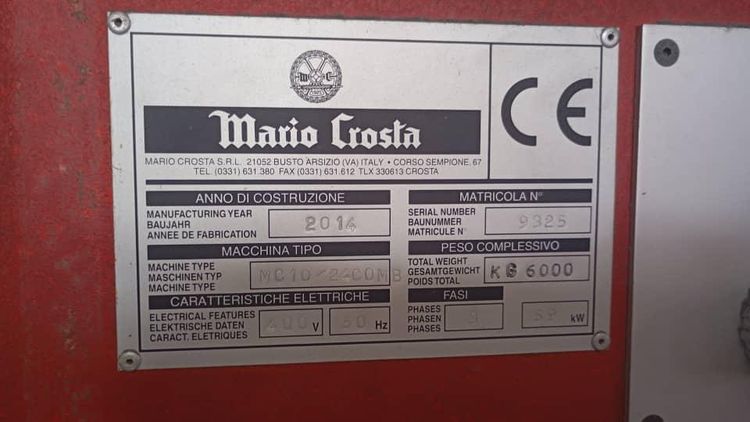 Mario Crosta
MARIO CROSTA S.R.L. 21052 BUSTO ARSIZIO (VA) ITALY • CORSO SEMPIONE, 67
TEL. (0331) 631.380 FAX (0331) 631.612 TLX 330613 CROSTA
CE
ANNO DI COSTRUZIONE
MANUFACTURING YEAR
BAUJAHR
ANNEE DE FABRICATION
2014
MATRICOLA N°
SERIAL NUMBER
BAUNUMMER
MATRICULE N°
9325
MACCHINA TIPO
MACHINE TYPE
MASCHINEN TYP
MACHINE TYPE
MC10/24COMB
PESO COMPLESSIVO
TOTAL WEIGHT
GESAMTGEWICHT
POIDS TOTAL
KG 6000
CARATTERISTICHE ELETTRICHE
ELECTRICAL FEATURES
ELEKTRISCHE DATEN
CARACT. ELETRIQUES
400 V
50 Hz
FASI
PHASES
PHASEN
PHASES
3
kW